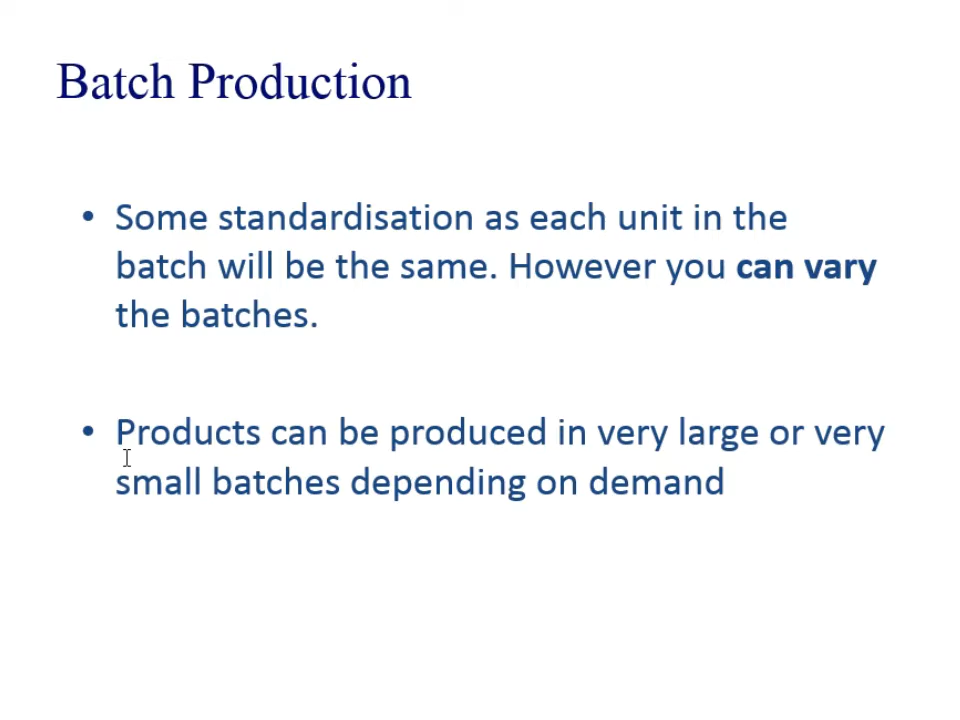 Batch Production
• Some standardisation as each unit in the
batch will be the same. However you can vary
the batches.
• Products can be produced in very large or very
small batches depending on demand